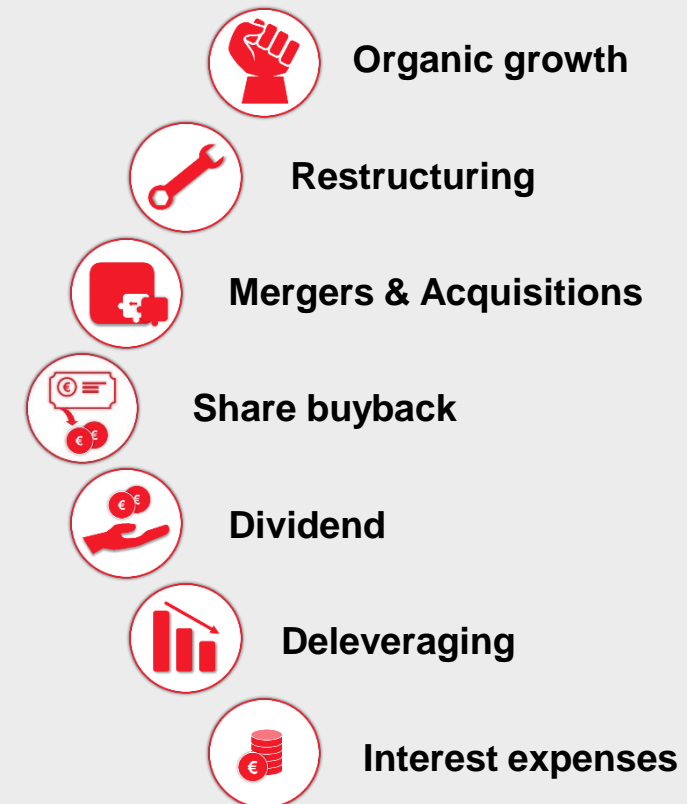 Organic growth
Restructuring
Mergers & Acquisitions
€
€ €
Share buyback
€ €
Dividend
Deleveraging
€
Interest expenses